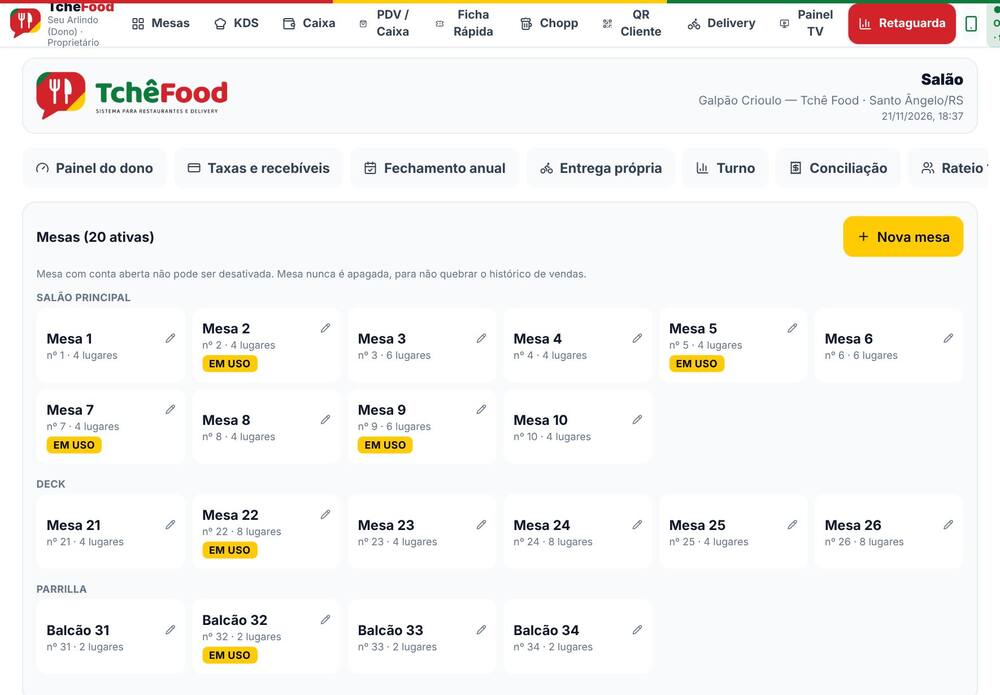 TchêFood
Seu Arlindo
(Dono) ·
Proprietário
Mesas
KDS
Caixa
PDV /
Caixa
Ficha
Rápida
Chopp
QR
Cliente
Delivery
Painel
TV
Retaguarda
TchêFood
SISTEMA PARA RESTAURANTES E DELIVERY
Salão
Galpão Crioulo — Tchê Food · Santo Ângelo/RS
21/11/2026, 18:37
Painel do dono
Taxas e recebíveis
Fechamento anual
Entrega própria
Turno
Conciliação
Rateio
Mesas (20 ativas)
+ Nova mesa
Mesa com conta aberta não pode ser desativada. Mesa nunca é apagada, para não quebrar o histórico de vendas.
SALÃO PRINCIPAL
Mesa 1
nº 1 · 4 lugares
Mesa 2
nº 2 · 4 lugares
EM USO
Mesa 3
nº 3 · 6 lugares
Mesa 4
nº 4 · 4 lugares
Mesa 5
nº 5 · 4 lugares
EM USO
Mesa 6
nº 6 · 6 lugares
Mesa 7
nº 7 · 4 lugares
EM USO
Mesa 8
nº 8 · 4 lugares
Mesa 9
nº 9 · 6 lugares
EM USO
Mesa 10
nº 10 · 4 lugares
DECK
Mesa 21
nº 21 · 4 lugares
Mesa 22
nº 22 · 8 lugares
EM USO
Mesa 23
nº 23 · 4 lugares
Mesa 24
nº 24 · 8 lugares
Mesa 25
nº 25 · 4 lugares
Mesa 26
nº 26 · 8 lugares
PARRILLA
Balcão 31
nº 31 · 2 lugares
Balcão 32
nº 32 · 2 lugares
EM USO
Balcão 33
nº 33 · 2 lugares
Balcão 34
nº 34 · 2 lugares